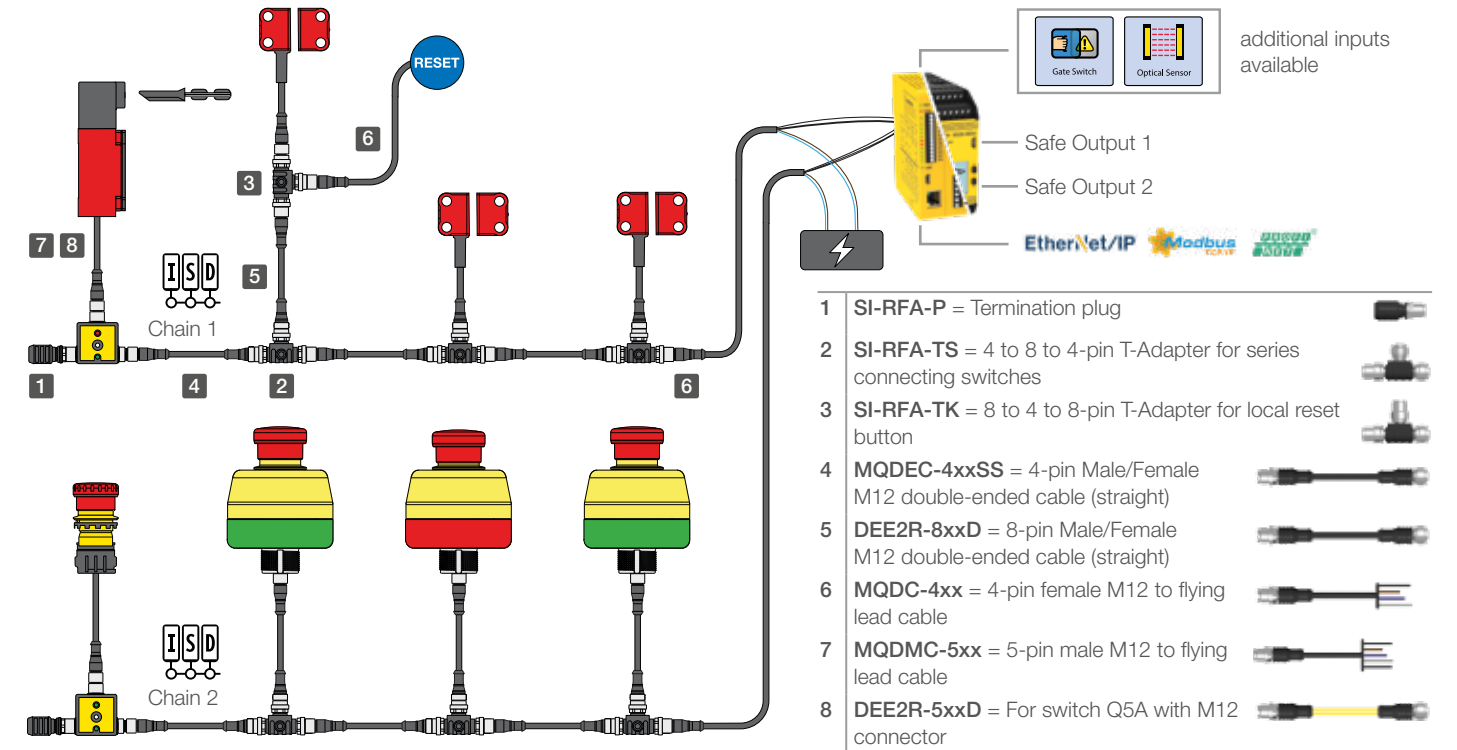 RESET
Gate Switch
Optical Sensor
additional inputs
available
6
3
Safe Output 1
Safe Output 2
7 8
5
ISD
Chain 1
EtherNet/IP
Modbus
TCP/IP
1
4
2
6
ISD
Chain 2
1 SI-RFA-P = Termination plug
2 SI-RFA-TS = 4 to 8 to 4-pin T-Adapter for series
connecting switches
3 SI-RFA-TK = 8 to 4 to 8-pin T-Adapter for local reset
button
4 MQDEC-4xxSS = 4-pin Male/Female
M12 double-ended cable (straight)
5 DEE2R-8xxD = 8-pin Male/Female
M12 double-ended cable (straight)
6 MQDC-4xx = 4-pin female M12 to flying
lead cable
7 MQDMC-5xx = 5-pin male M12 to flying
lead cable
8 DEE2R-5xxD = For switch Q5A with M12
connector